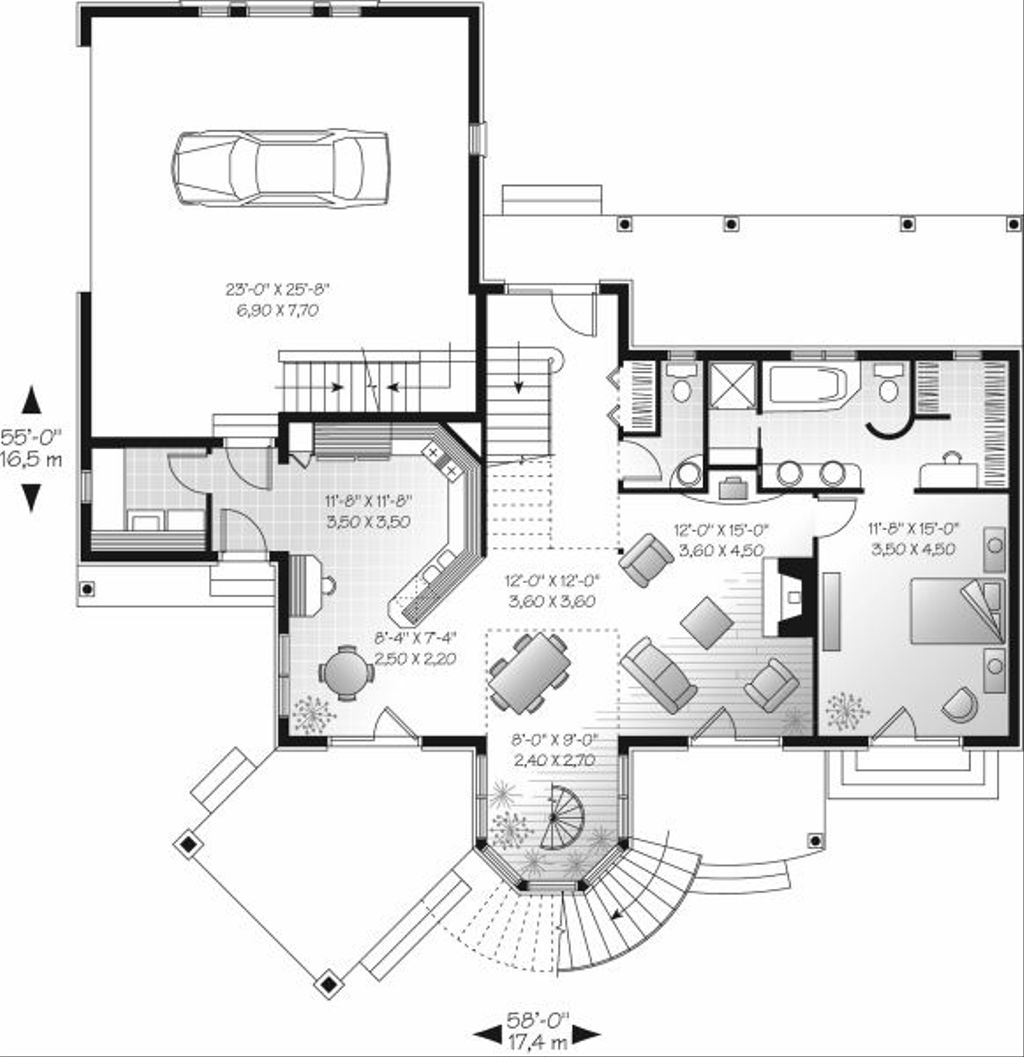 23'-0" X 25'-8"
6,90 X 7,70
55'-0"
16,5 m
11'-8" X 11'-8"
3,50 X 3,50
12'-0" X 15'-0"
3,60 X 4,50
11'-8" X 15'-0"
3,50 X 4,50
12'-0" X 12'-0"
3,60 X 3,60
8'-4" X 7'-4"
2,50 X 2,20
8'-0" X 9'-0"
2,40 X 2,70
58'-0"
17,4 m